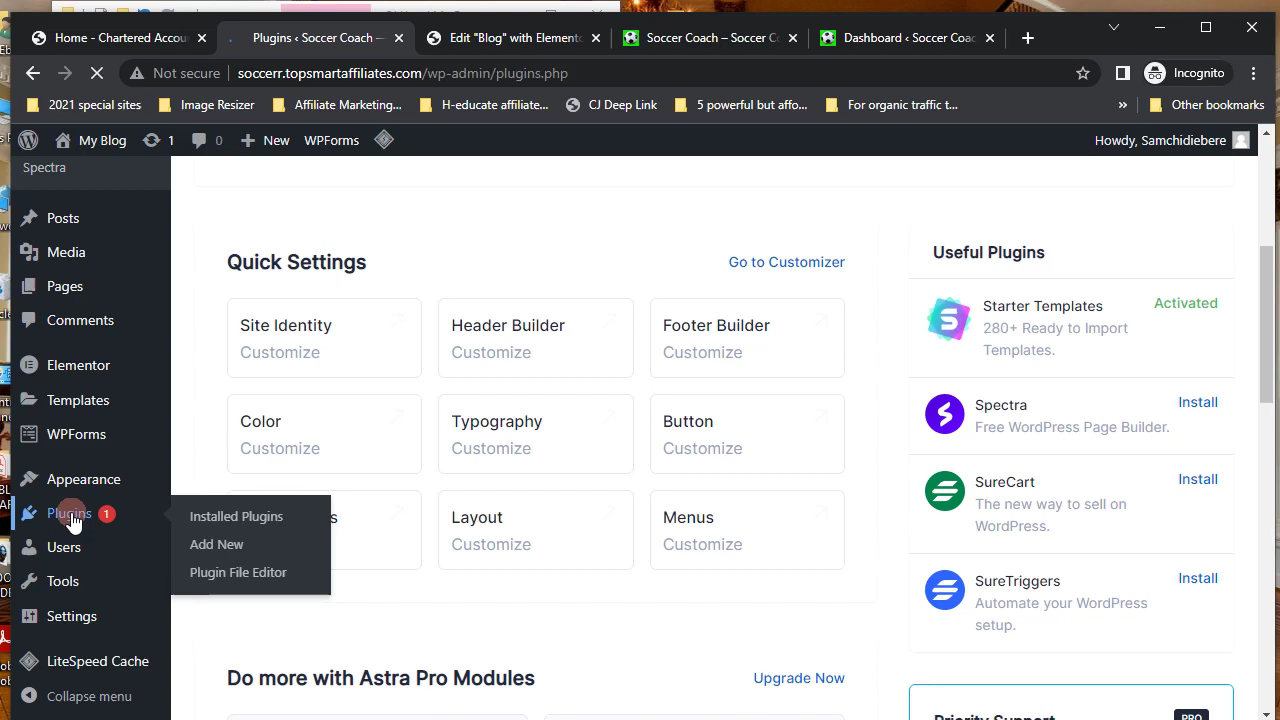 Home - Chartered Accou
Plugins ‹ Soccer Coach —
Edit "Blog" with Elemento
Soccer Coach – Soccer C
Dashboard ‹ Soccer Coac
Not secure
soccerr.topsmartaffiliates.com/wp-admin/plugins.php
Incognito
2021 special sites
Image Resizer
Affiliate Marketing...
H-educate affiliate...
CJ Deep Link
5 powerful but affo...
For organic traffic t...
»
Other bookmarks
My Blog
1
0
New
WPForms
Howdy, Samchidiebere
Spectra
Posts
Media
Pages
Comments
Elementor
Templates
WPForms
Appearance
Plugins 1
Users
Tools
Settings
LiteSpeed Cache
Collapse menu
Installed Plugins
Add New
Plugin File Editor
Quick Settings
Go to Customizer
Site Identity
Customize
Header Builder
Customize
Footer Builder
Customize
Color
Customize
Typography
Customize
Button
Customize
Layout
Customize
Menus
Customize
Do more with Astra Pro Modules
Upgrade Now
Useful Plugins
Starter Templates
Activated
280+ Ready to Import
Templates.
Spectra
Install
Free WordPress Page Builder.
SureCart
Install
The new way to sell on
WordPress.
SureTriggers
Install
Automate your WordPress
setup.
Priority Support
PRO